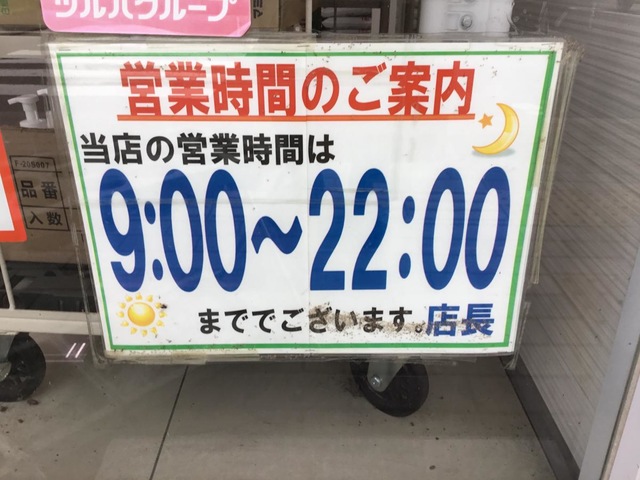 ツルハグループ
営業時間のご案内
当店の営業時間は
9:00~22:00
まででございます。店長
品番
入数